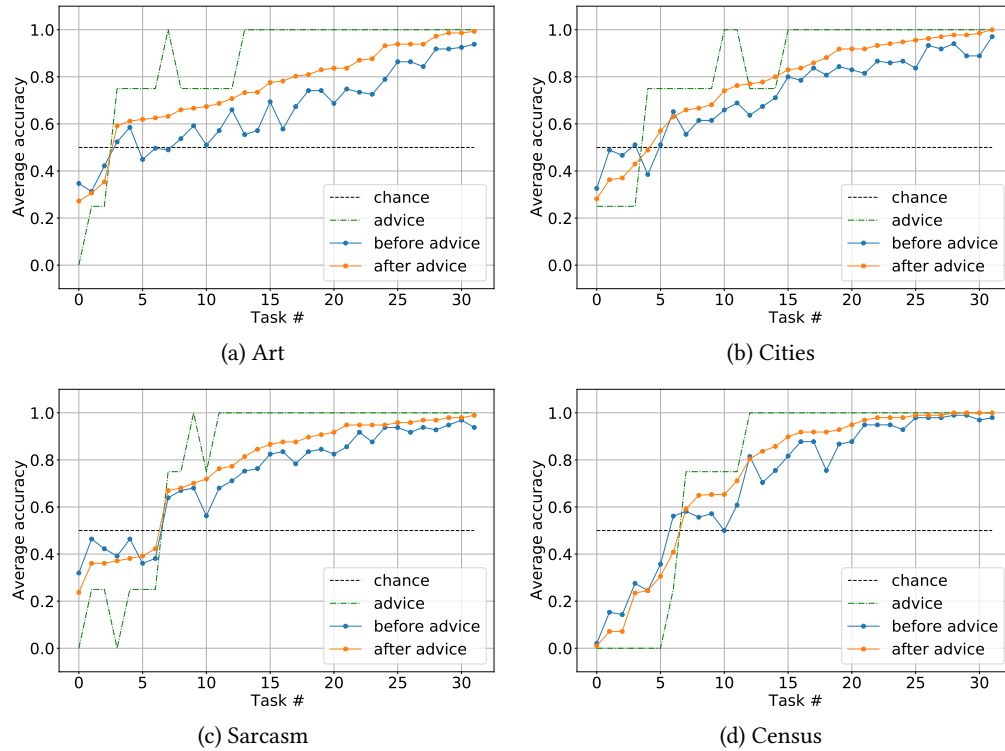 1.0
0.8
0.6
0.4
0.2
0.0
Average accuracy
chance
advice
before advice
after advice
0 5 10 15 20 25 30
Task #
(a) Art
1.0
0.8
0.6
0.4
0.2
0.0
Average accuracy
chance
advice
before advice
after advice
0 5 10 15 20 25 30
Task #
(b) Cities
1.0
0.8
0.6
0.4
0.2
0.0
Average accuracy
chance
advice
before advice
after advice
0 5 10 15 20 25 30
Task #
(c) Sarcasm
1.0
0.8
0.6
0.4
0.2
0.0
Average accuracy
chance
advice
before advice
after advice
0 5 10 15 20 25 30
Task #
(d) Census